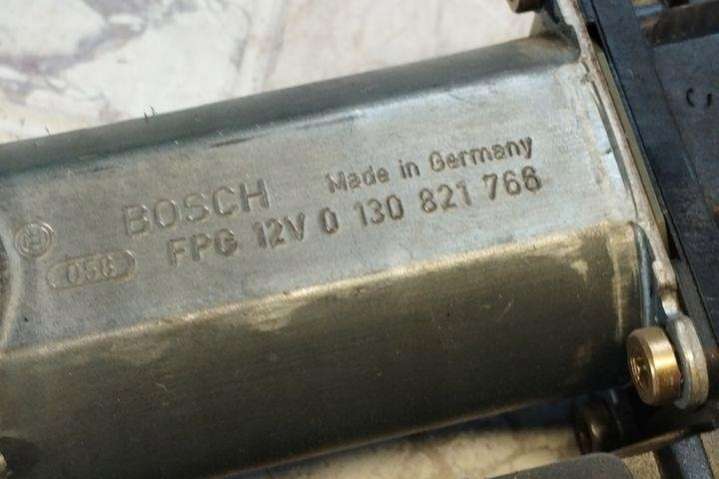 BOSCH Made in Germany
058 FPG 12V 0 130 821 766